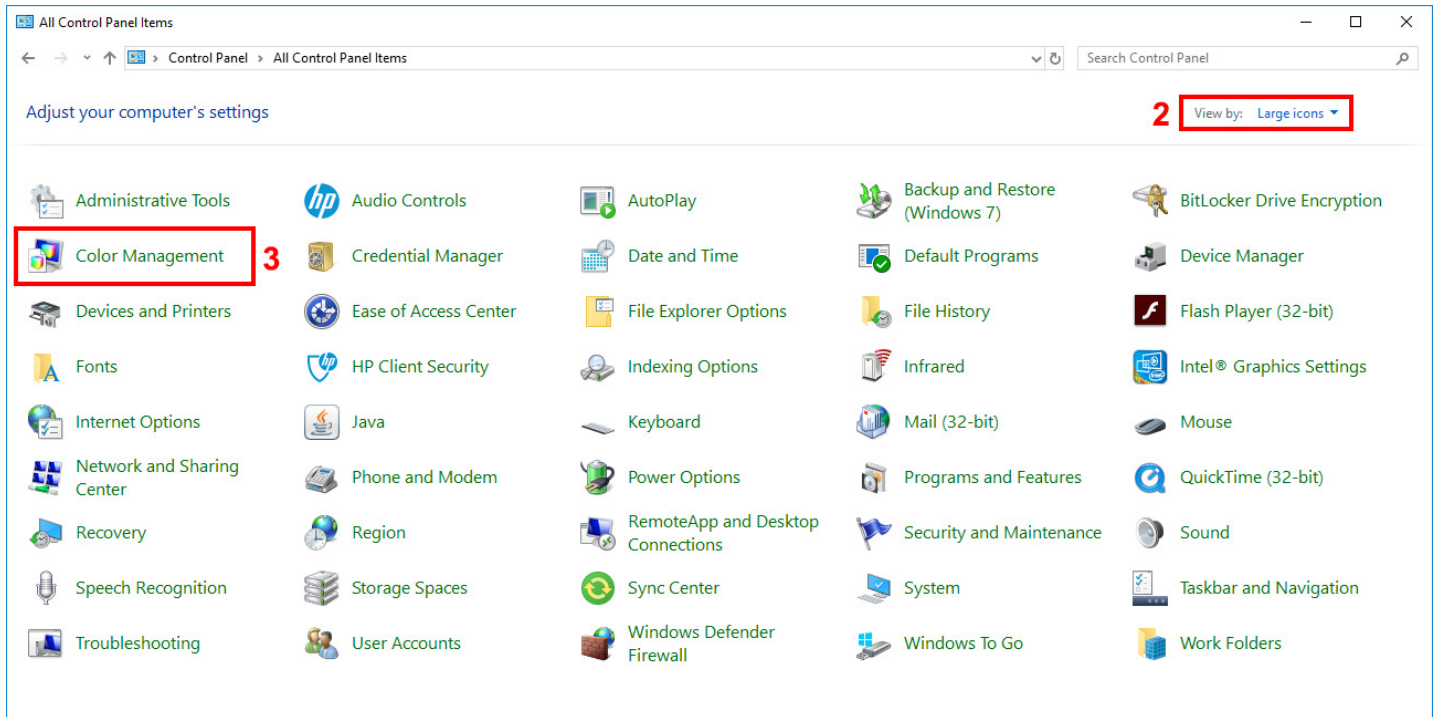 All Control Panel Items
Control Panel > All Control Panel Items
Search Control Panel
Adjust your computer's settings
2
View by: Large icons
Administrative Tools
Audio Controls
AutoPlay
Backup and Restore
(Windows 7)
BitLocker Drive Encryption
Color Management
3
Credential Manager
Date and Time
Default Programs
Device Manager
Devices and Printers
Ease of Access Center
File Explorer Options
File History
Flash Player (32-bit)
Fonts
HP Client Security
Indexing Options
Infrared
Intel® Graphics Settings
Internet Options
Java
Keyboard
Mail (32-bit)
Mouse
Network and Sharing
Center
Phone and Modem
Power Options
Programs and Features
QuickTime (32-bit)
Recovery
Region
RemoteApp and Desktop
Connections
Security and Maintenance
Sound
Speech Recognition
Storage Spaces
Sync Center
System
Taskbar and Navigation
Troubleshooting
User Accounts
Windows Defender
Firewall
Windows To Go
Work Folders